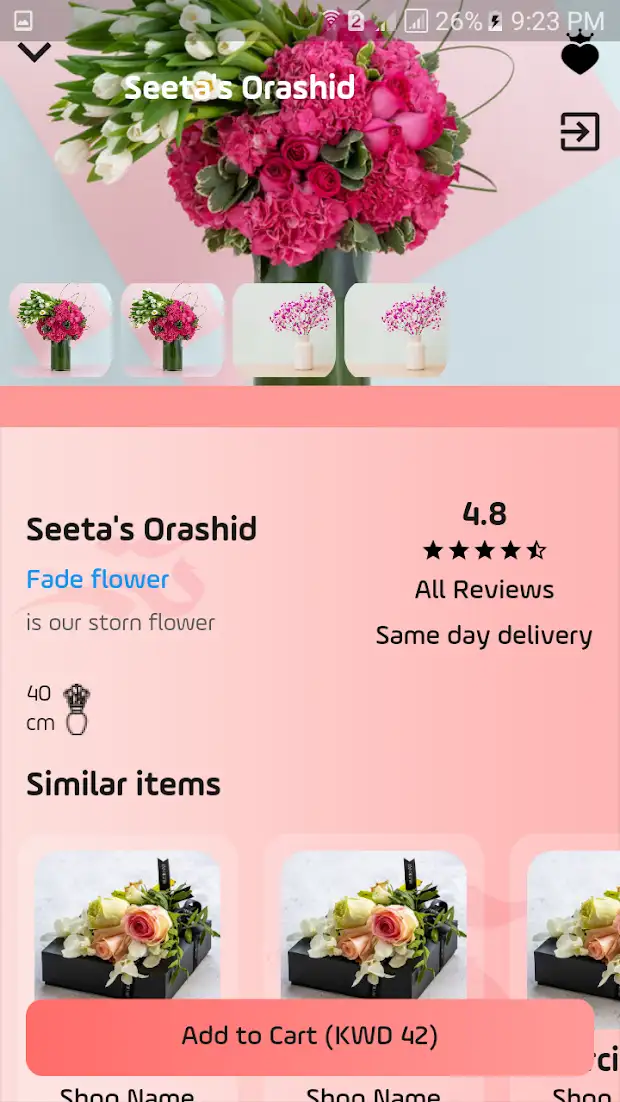 2
26%
9:23 PM
Seeta's Orashid
Seeta's Orashid
4.8
Fade flower
All Reviews
is our storn flower
Same day delivery
40
cm
Similar items
Add to Cart (KWD 42)
Shop Name
Shop Name
Shop